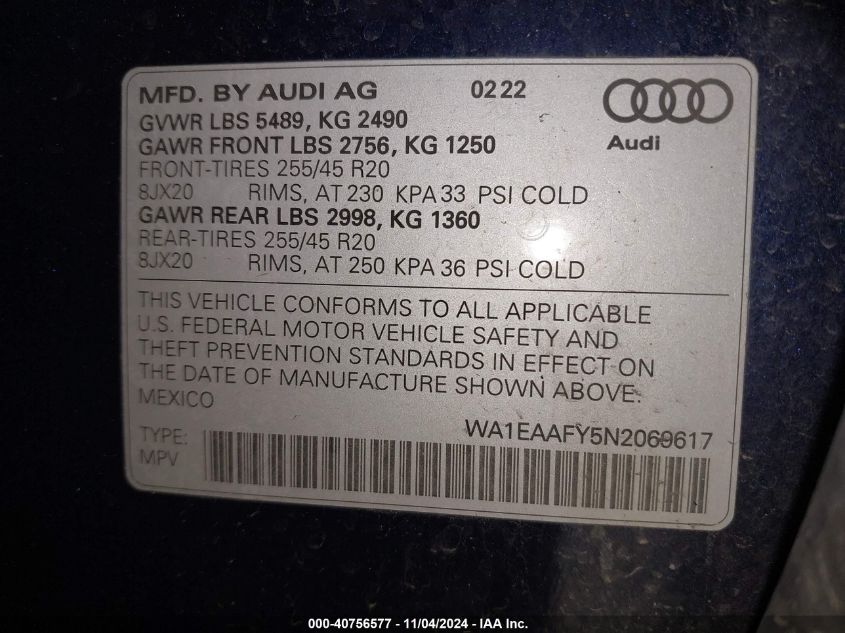 MFD. BY AUDI AG 02 22
GVWR LBS 5489, KG 2490
GAWR FRONT LBS 2756, KG 1250
FRONT-TIRES 255/45 R20
8JX20 RIMS, AT 230 KPA 33 PSI COLD
GAWR REAR LBS 2998, KG 1360
REAR-TIRES 255/45 R20
8JX20 RIMS, AT 250 KPA 36 PSI COLD
Audi
THIS VEHICLE CONFORMS TO ALL APPLICABLE
U.S. FEDERAL MOTOR VEHICLE SAFETY AND
THEFT PREVENTION STANDARDS IN EFFECT ON
THE DATE OF MANUFACTURE SHOWN ABOVE:
MEXICO
WA1EAAFY5N2069617
TYPE:
MPV
000-40756577 - 11/04/2024 - IAA Inc.